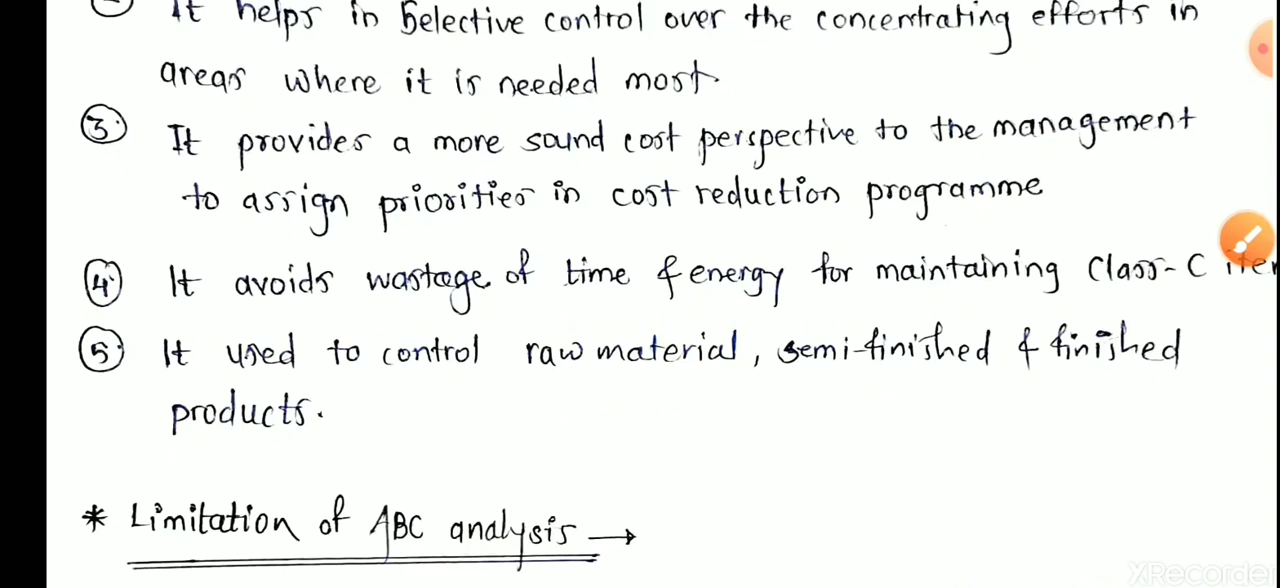 It helps in Selective control over the concentrating efforts in
areas where it is needed most.
3. It provides a more sound cost perspective to the management
to assign priorities in cost reduction programme
4. It avoids wastage of time & energy for maintaining Class-C item
5. It used to control raw material, semi-finished & finished
products.
* Limitation of ABC analysis →
XRecorder